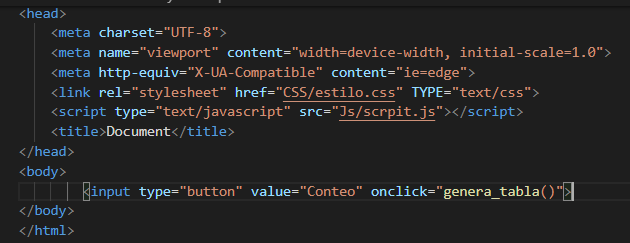 <head>
<meta charset="UTF-8">
<meta name="viewport" content="width=device-width, initial-scale=1.0">
<meta http-equiv="X-UA-Compatible" content="ie=edge">
<link rel="stylesheet" href="CSS/estilo.css" TYPE="text/css">
<script type="text/javascript" src="Js/scrpit.js"></script>
<title>Document</title>
</head>
<body>
<input type="button" value="Conteo" onclick="genera_tabla()">
</body>
</html>